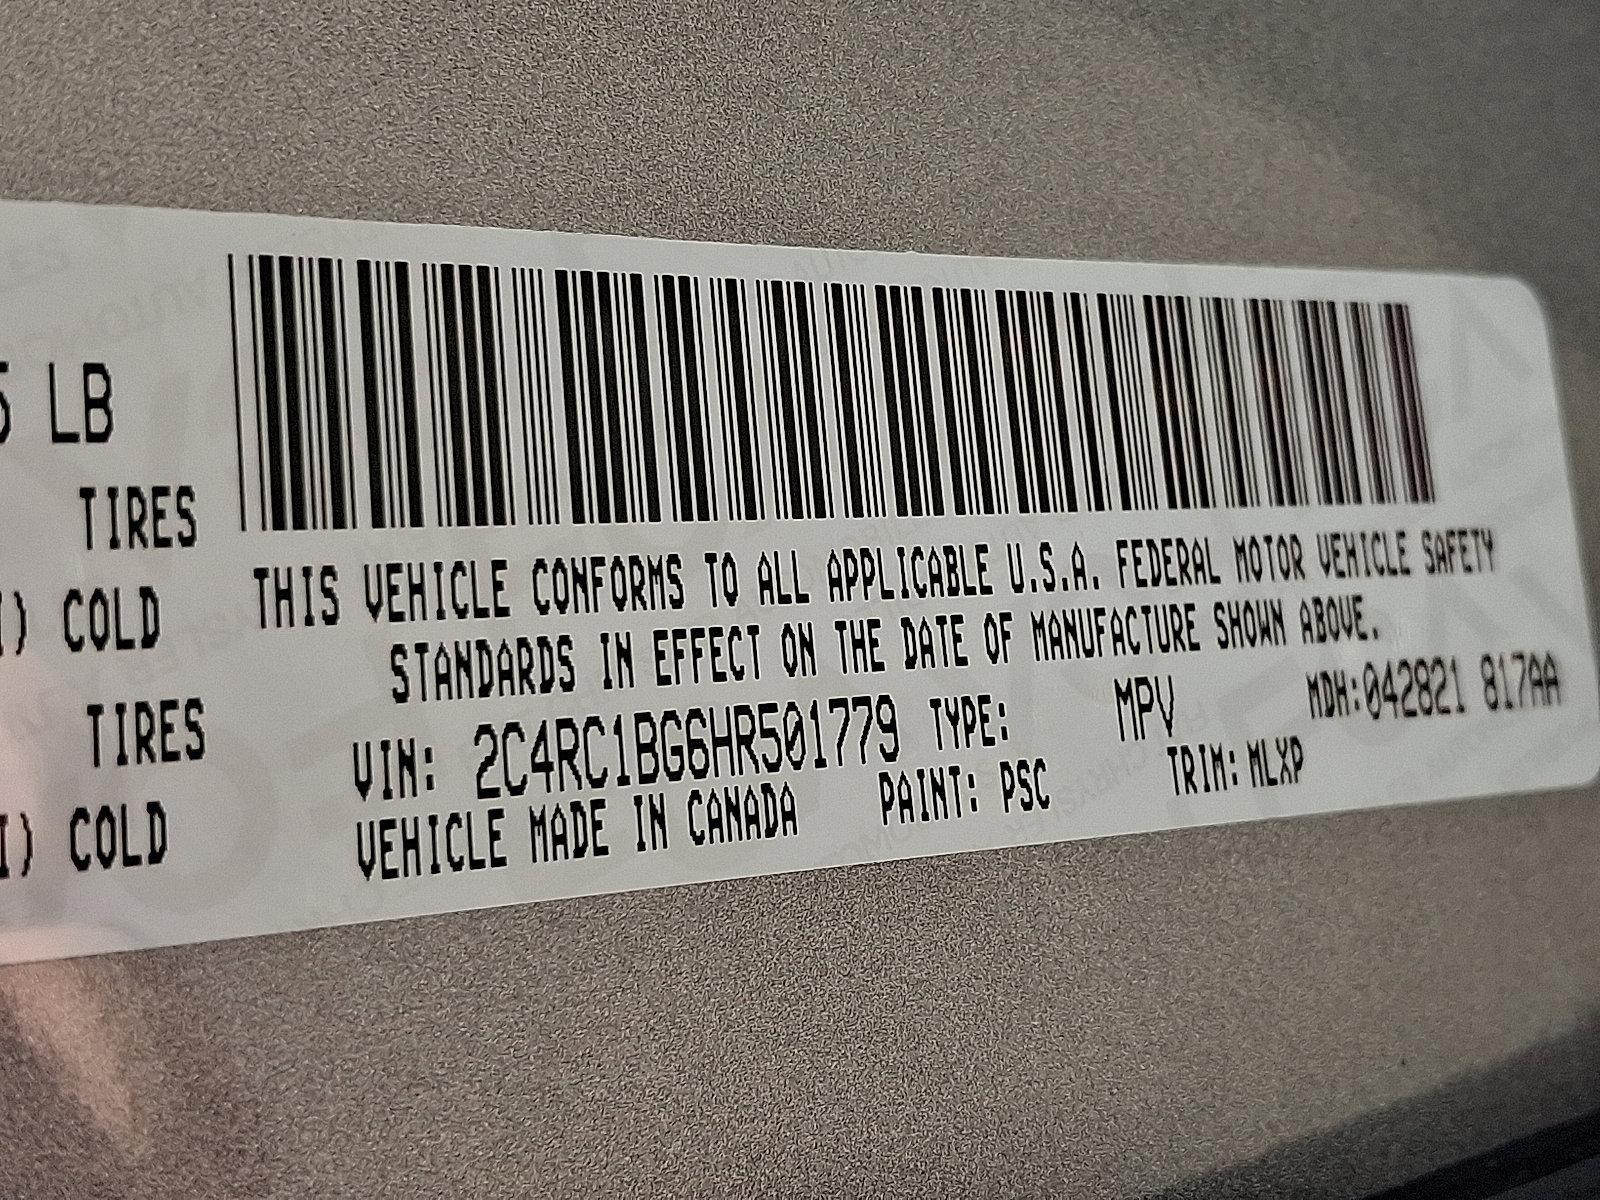 LB
TIRES
COLD
TIRES
COLD
THIS VEHICLE CONFORMS TO ALL APPLICABLE U.S.A. FEDERAL MOTOR VEHICLE SAFETY
STANDARDS IN EFFECT ON THE DATE OF MANUFACTURE SHOWN ABOVE.
VIN: 2C4RC1BG6HR501779 TYPE: MPV MDH:042821 817AA
VEHICLE MADE IN CANADA PAINT: PSC TRIM: MLXP